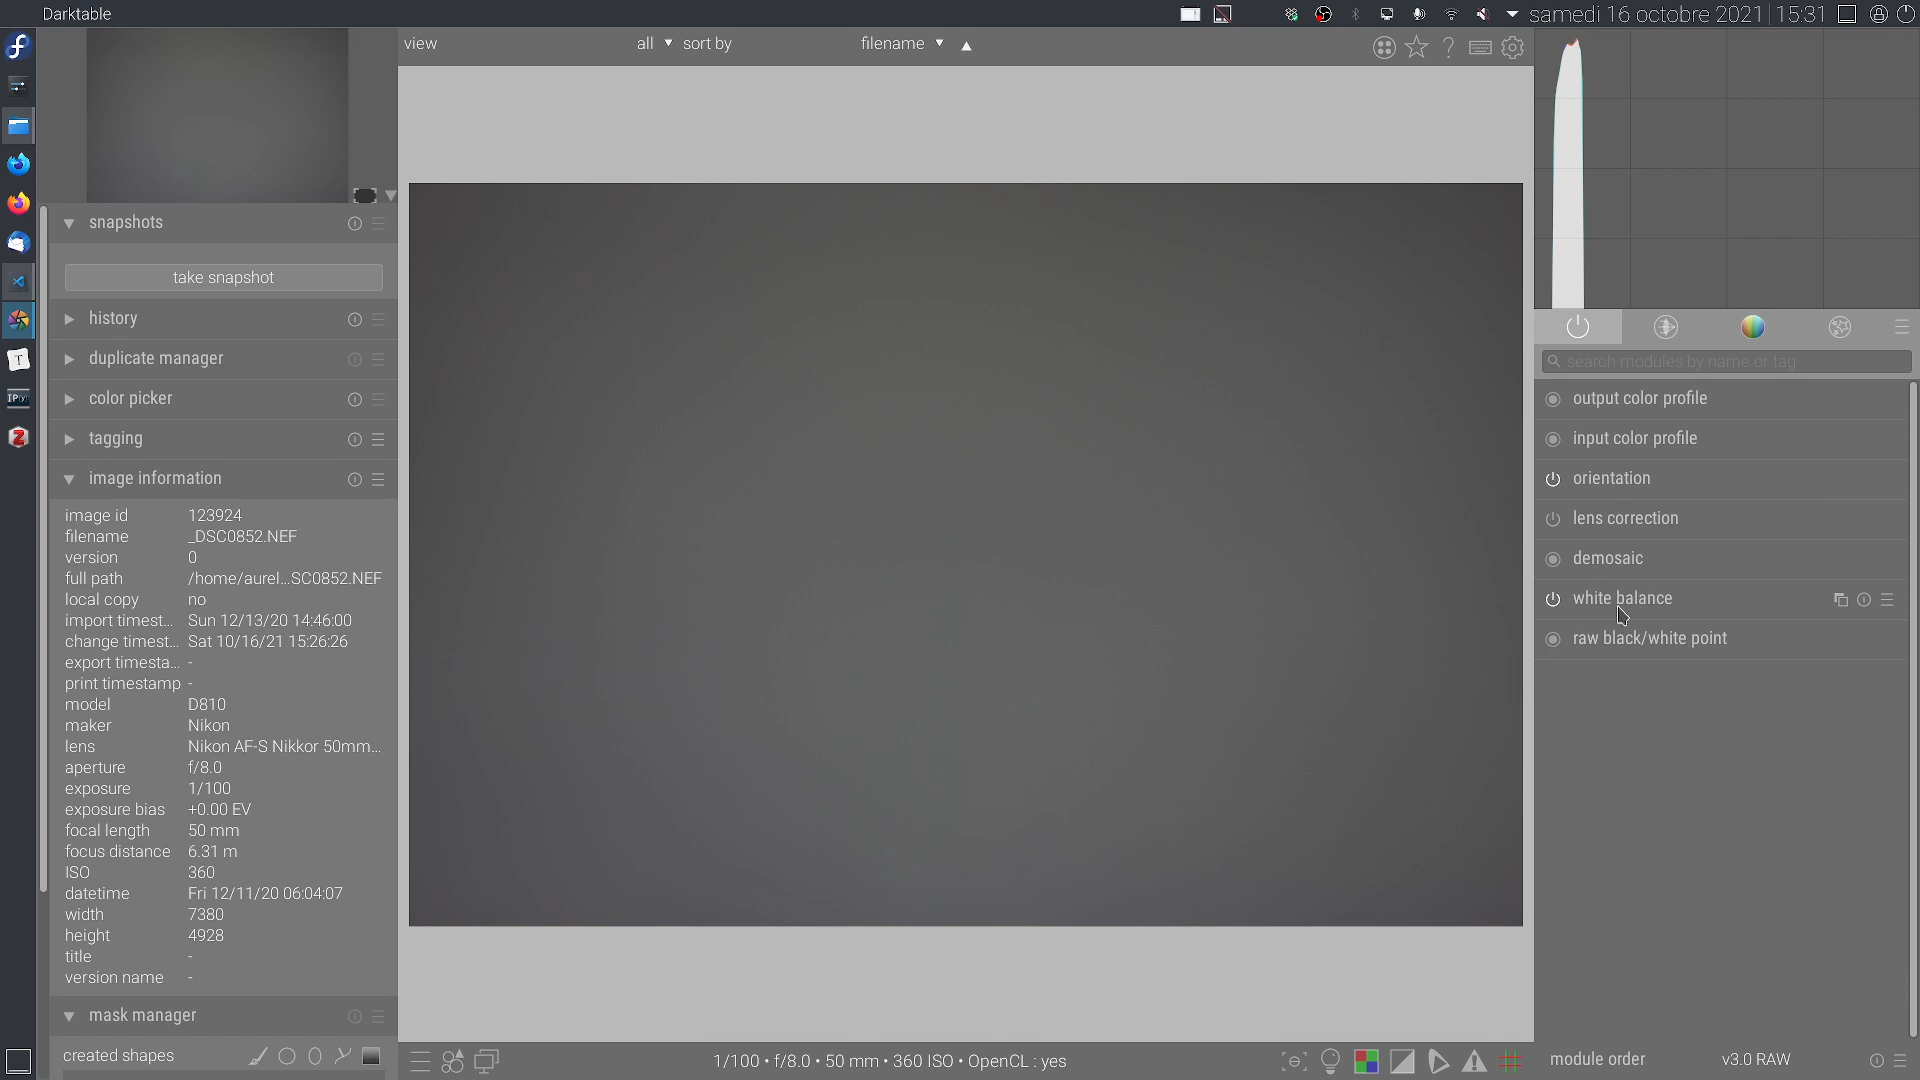 Darktable
samedi 16 octobre 2021 | 15:31
view
all ▼ sort by
filename ▼ ▲
snapshots
take snapshot
history
duplicate manager
color picker
tagging
image information
image id 123924
filename _DSC0852.NEF
version 0
full path /home/aurel...SC0852.NEF
local copy no
import timest... Sun 12/13/20 14:46:00
change timest... Sat 10/16/21 15:26:26
export timesta... -
print timestamp -
model D810
maker Nikon
lens Nikon AF-S Nikkor 50mm...
aperture f/8.0
exposure 1/100
exposure bias +0.00 EV
focal length 50 mm
focus distance 6.31 m
ISO 360
datetime Fri 12/11/20 06:04:07
width 7380
height 4928
title -
version name -
mask manager
created shapes
1/100 • f/8.0 • 50 mm • 360 ISO • OpenCL : yes
search modules by name or tag
output color profile
input color profile
orientation
lens correction
demosaic
white balance
raw black/white point
module order v3.0 RAW
T
IP[y]:
Z